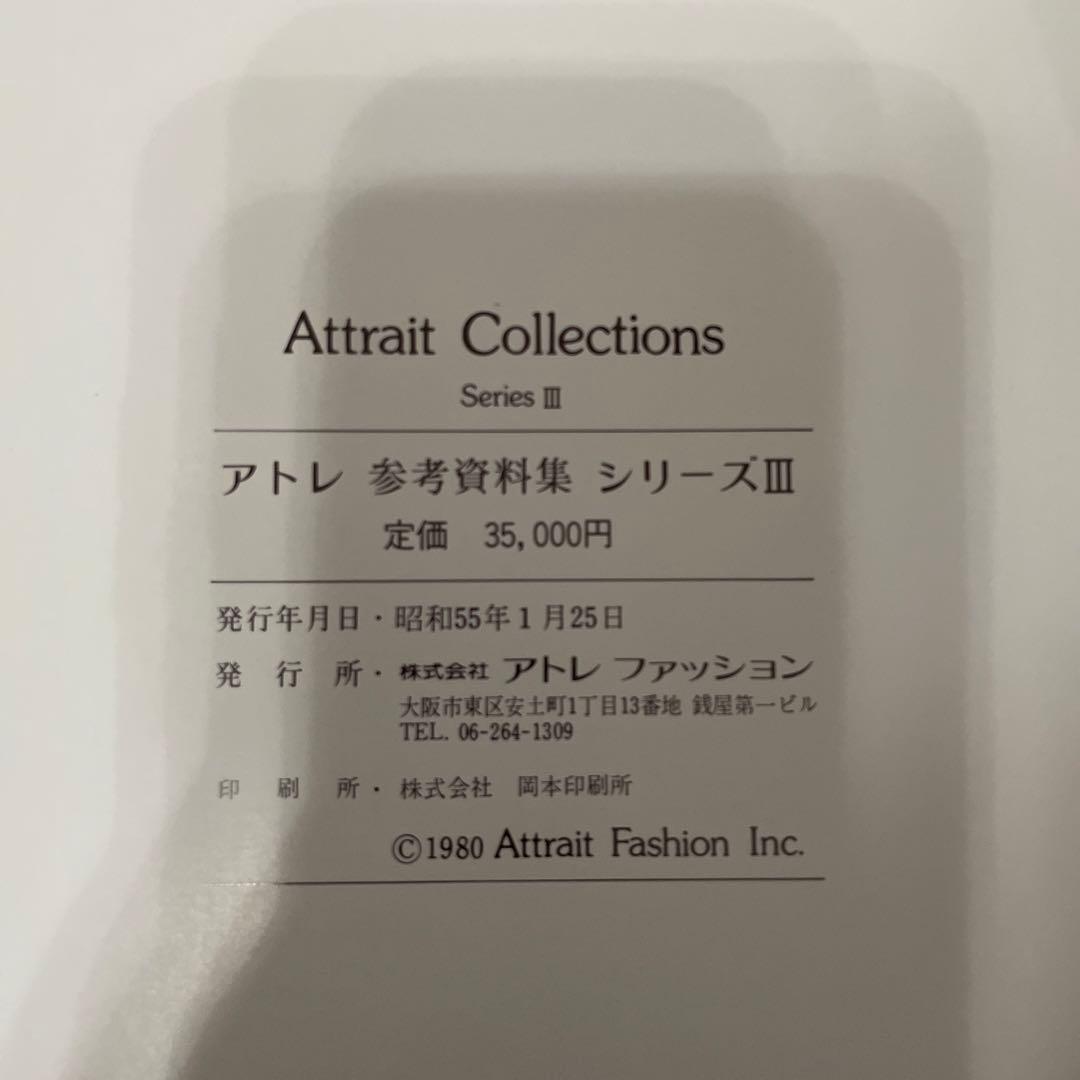 Attrait Collections
Series Ⅲ
アトレ 参考資料集 シリーズⅢ
定価 35,000円
発行年月日・昭和55年1月25日
発行所・株式会社 アトレ ファッション
大阪市東区安土町1丁目13番地 銭屋第一ビル
TEL. 06-264-1309
印刷所・株式会社 岡本印刷所
©1980 Attrait Fashion Inc.